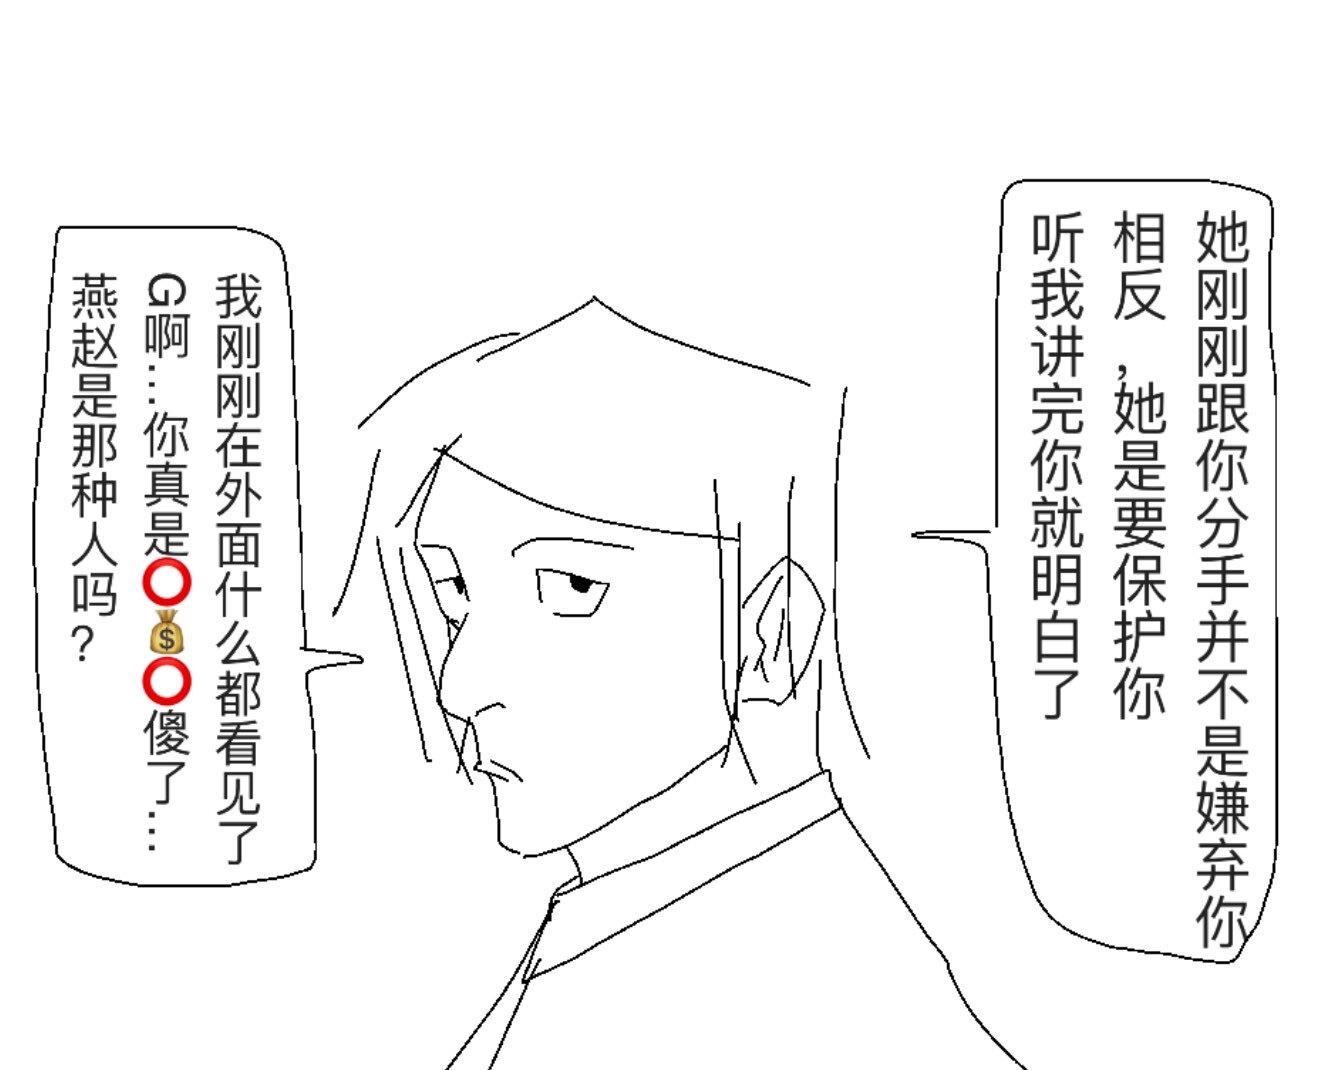 她刚刚跟你分手并不是嫌弃你
相反，她是要保护你
听我讲完你就明白了
我刚刚在外面什么都看见了
G啊…你真是⭕💰⭕傻了…
燕赵是那种人吗?